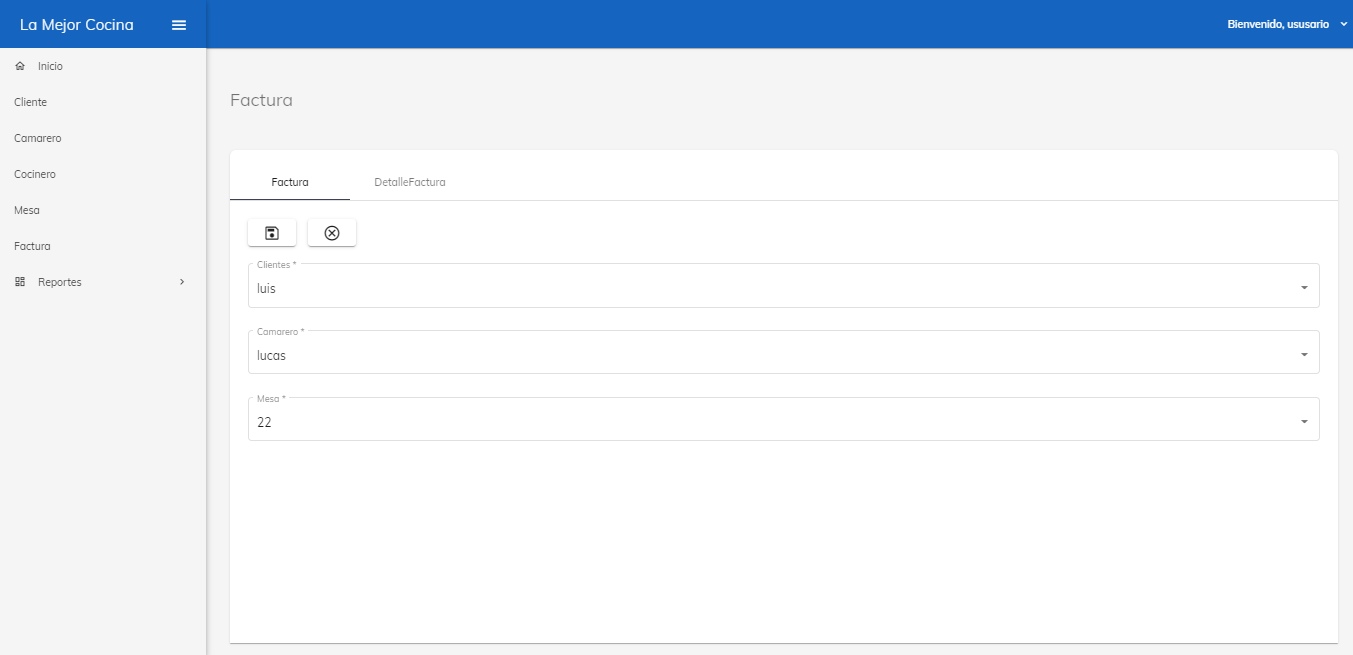 La Mejor Cocina
Bienvenido, ususario
Inicio
Cliente
Camarero
Cocinero
Mesa
Factura
Reportes
Factura
Factura DetalleFactura
Clientes *
luis
Camarero *
lucas
Mesa *
22